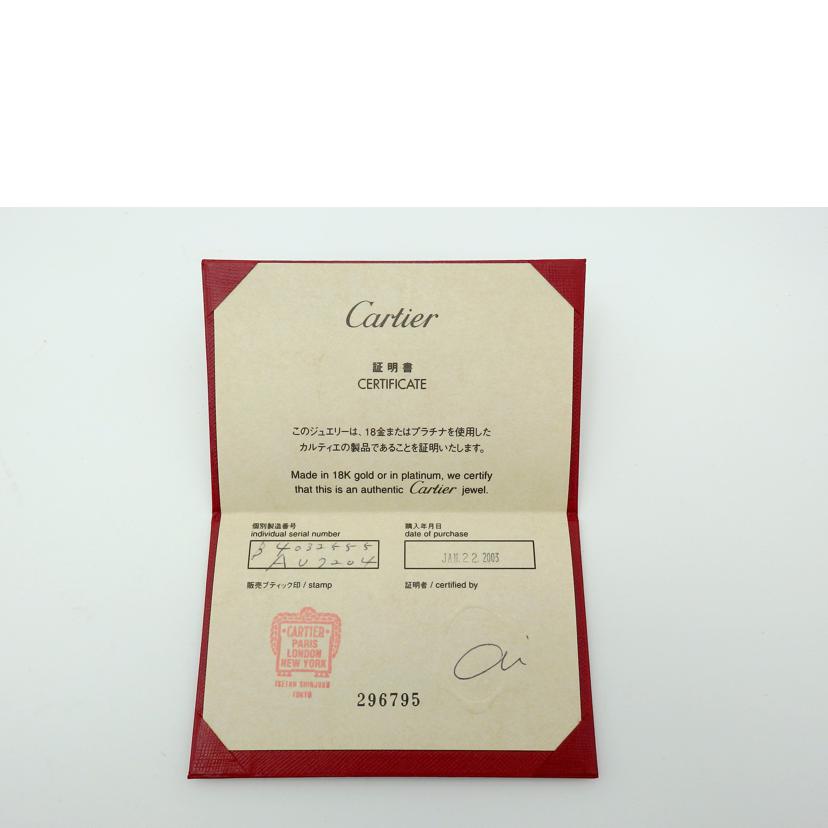 Cartier
証明書
CERTIFICATE
このジュエリーは、18金またはプラチナを使用した
カルティエの製品であることを証明いたします。
Made in 18K gold or in platinum, we certify
that this is an authentic Cartier jewel.
個別製造番号
individual serial number
AU7204
購入年月日
date of purchase
JAN. 22. 2003
販売ブティック印 / stamp
証明者 / certified by
CARTIER
PARIS
LONDON
NEW YORK
ISETAN SHINJUKU
TOKYO
296795